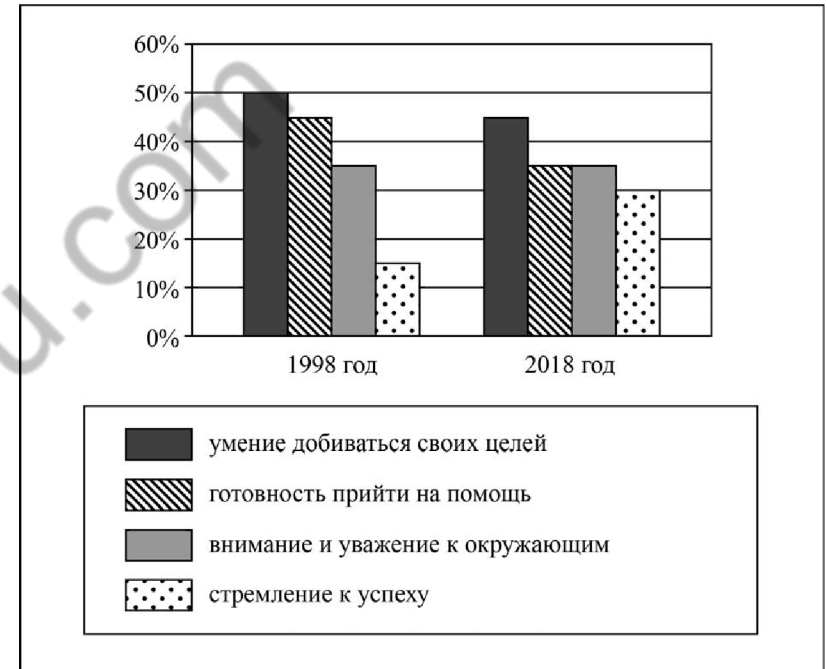 u.com
60%
50%
40%
30%
20%
10%
0%
1998 год 2018 год
умение добиваться своих целей
готовность прийти на помощь
внимание и уважение к окружающим
стремление к успеху